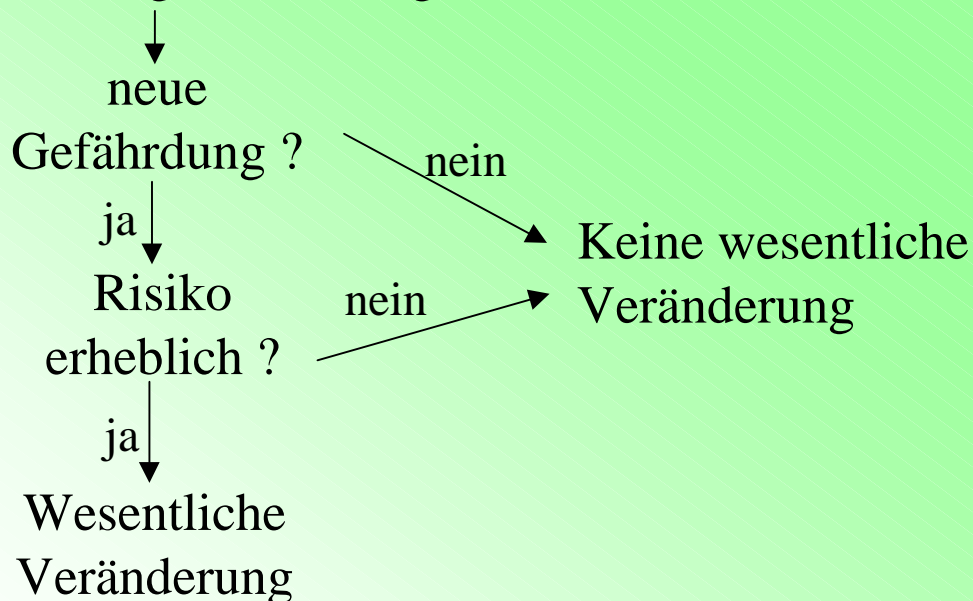 neue
Gefährdung ?
nein
ja
Keine wesentliche
Veränderung
Risiko
erheblich ?
nein
ja
Wesentliche
Veränderung